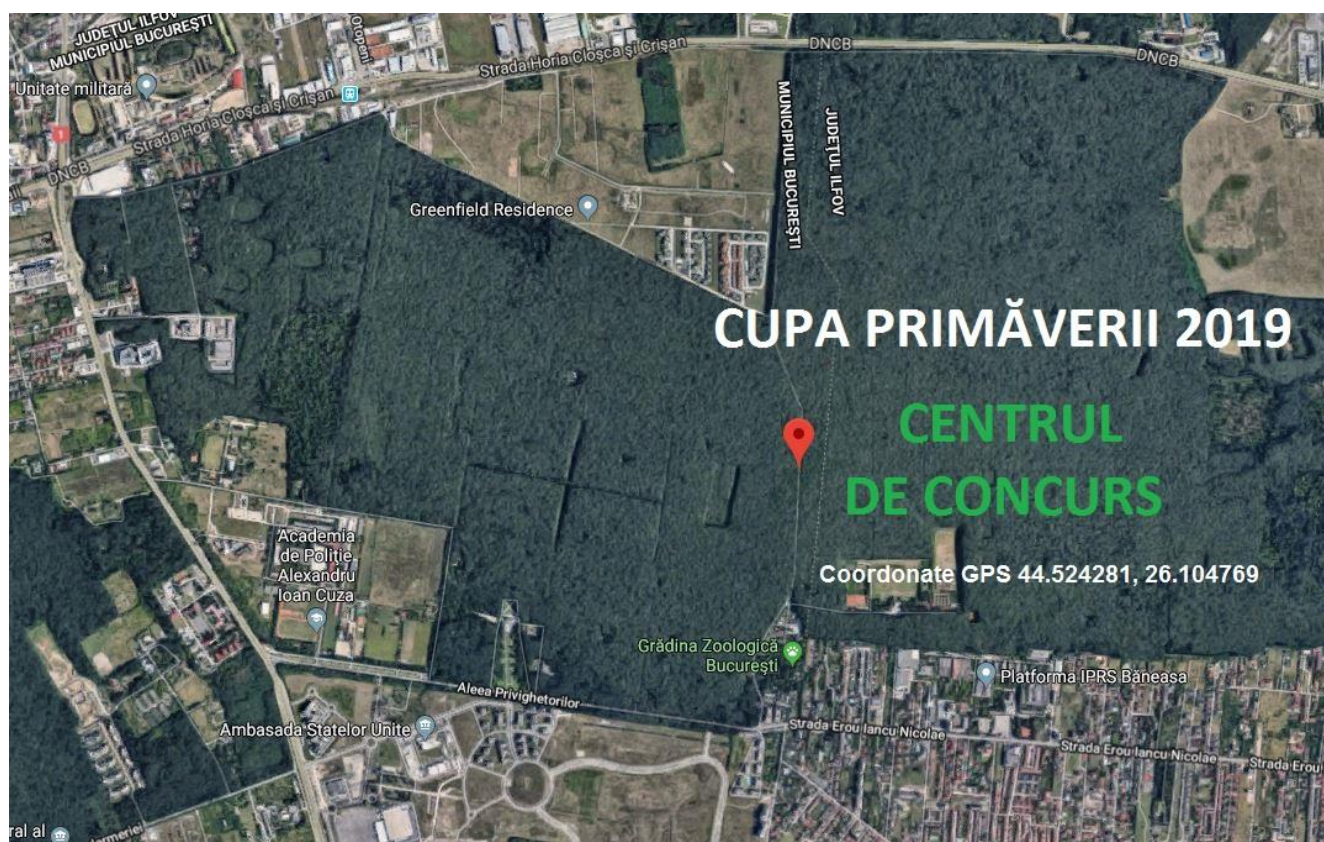 JUDEȚUL ILFOV
MUNICIPIUL BUCUREȘTI
Otopeni
DNCB
DNCB
Strada Horia Cloșca și Crișan
Unitate militară
Strada Horia Cloșca și Crișan
1
DNCB
MUNICIPIUL BUCUREȘTI
JUDEȚUL ILFOV
Greenfield Residence
CUPA PRIMĂVERII 2019
CENTRUL
DE CONCURS
Academia
de Poliție
Alexandru
Ioan Cuza
Coordonate GPS 44.524281, 26.104769
Grădina Zoologică
București
Platforma IPRS Băneasa
Aleea Privighetorilor
Ambasada Statelor Unite
Strada Erou Iancu Nicolae
Strada Erou Iancu Nicolae
Strada Erou
ral al